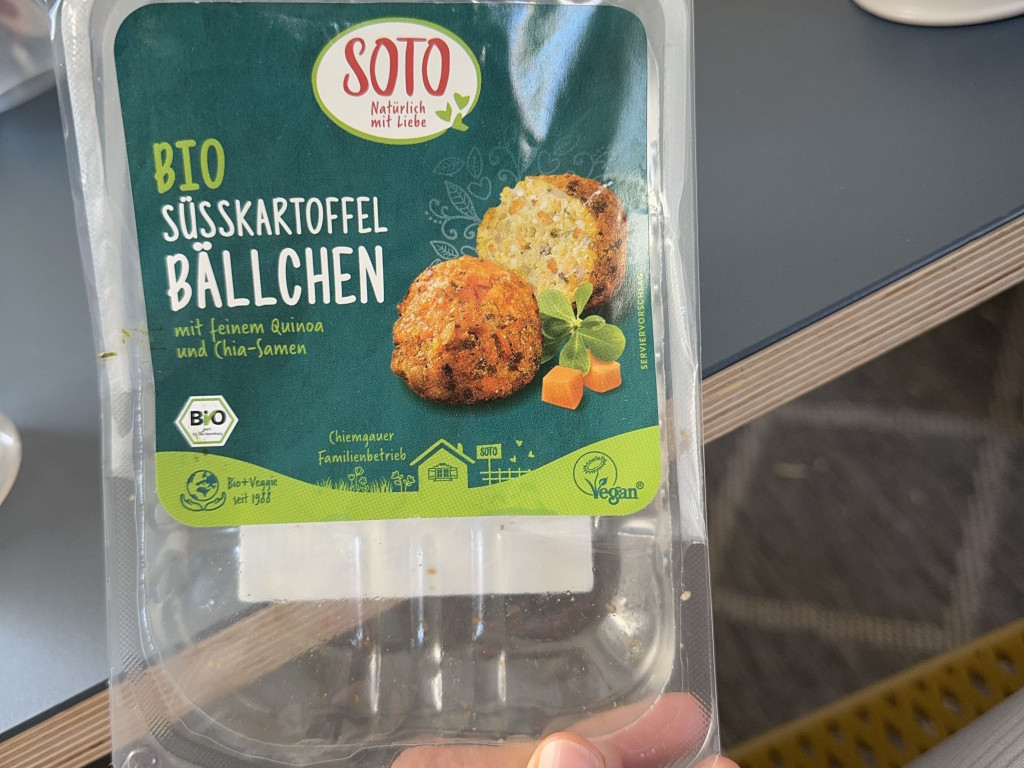 SOTO
Natürlich
mit Liebe
BIO
SÜSSKARTOFFEL
BÄLLCHEN
mit feinem Quinoa
und Chia-Samen
SERVIERVORSCHLAG
Bio
Chiemgauer
Familienbetrieb
SOTO
Bio+Veggie
seit 1988
Vegan®